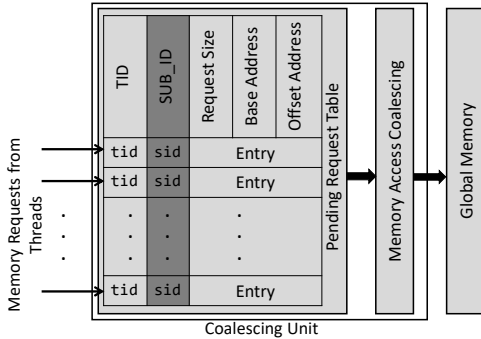 TID
SUB_ID
Request Size
Base Address
Offset Address
Pending Request Table
Memory Access Coalescing
Global Memory
Memory Requests from
Threads
tid sid Entry
tid sid Entry
. . . .
. . . .
. . . .
tid sid Entry
Coalescing Unit